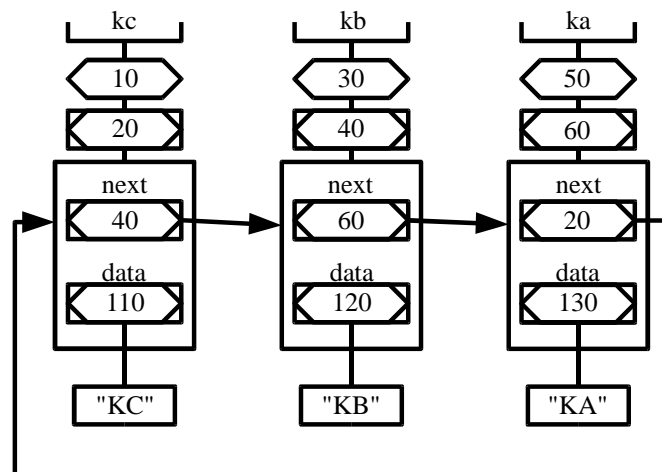 kc kb ka
10 30 50
20 40 60
next next next
40 60 20
data data data
110 120 130
"KC" "KB" "KA"